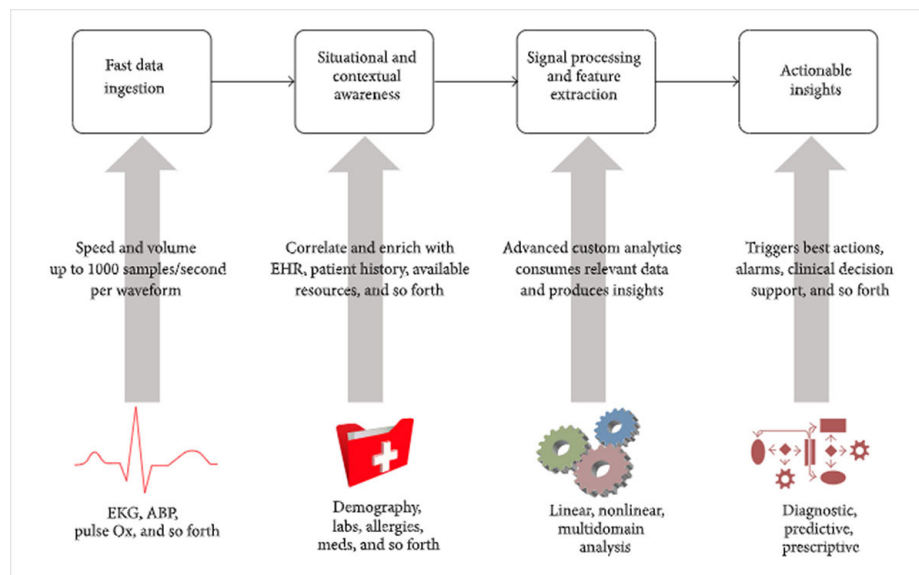 Fast data
ingestion
Situational and
contextual
awareness
Signal processing
and feature
extraction
Actionable
insights
Speed and volume
up to 1000 samples/second
per waveform
Correlate and enrich with
EHR, patient history, available
resources, and so forth
Advanced custom analytics
consumes relevant data
and produces insights
Triggers best actions,
alarms, clinical decision
support, and so forth
EKG, ABP,
pulse Ox, and so forth
Demography,
labs, allergies,
meds, and so forth
Linear, nonlinear,
multidomain
analysis
Diagnostic,
predictive,
prescriptive